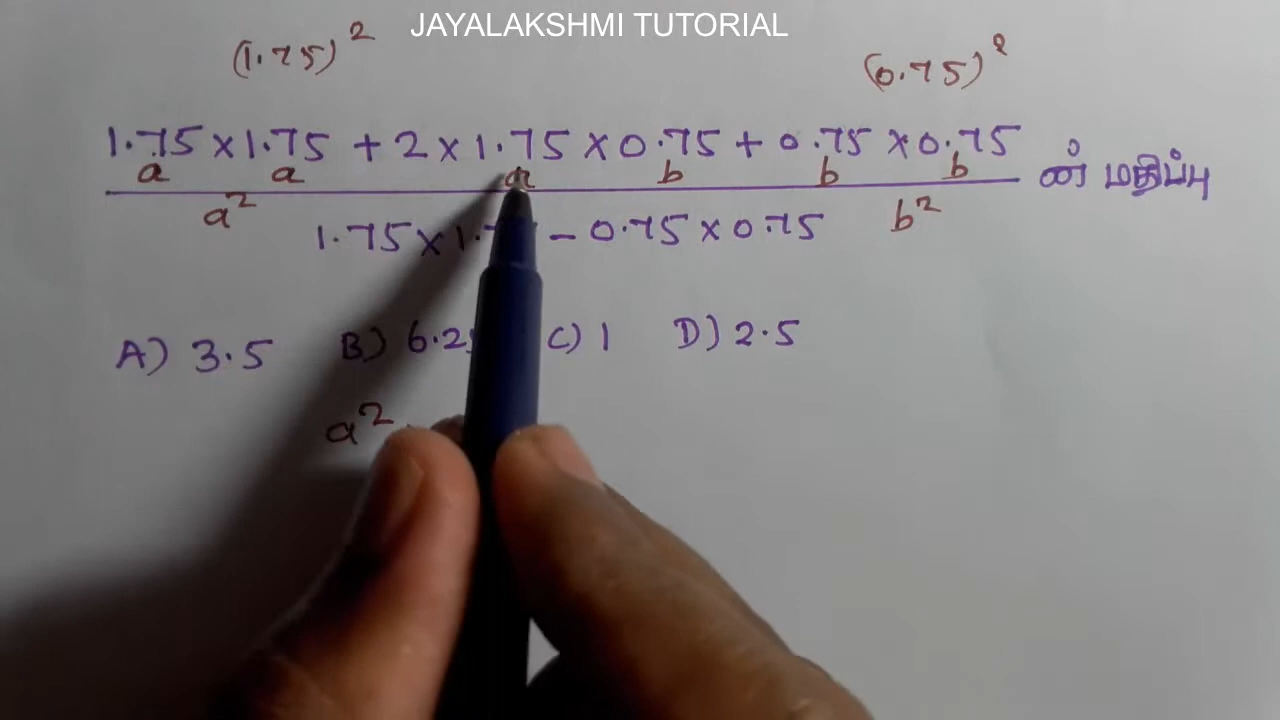 JAYALAKSHMI TUTORIAL
(1.75)² (0.75)²
1.75 × 1.75 + 2 × 1.75 × 0.75 + 0.75 × 0.75 ன் மதிப்பு
a a a b b b
a² b²
1.75 × 1.7 − 0.75 × 0.75
A) 3.5 B) 6.2 C) 1 D) 2.5
a²